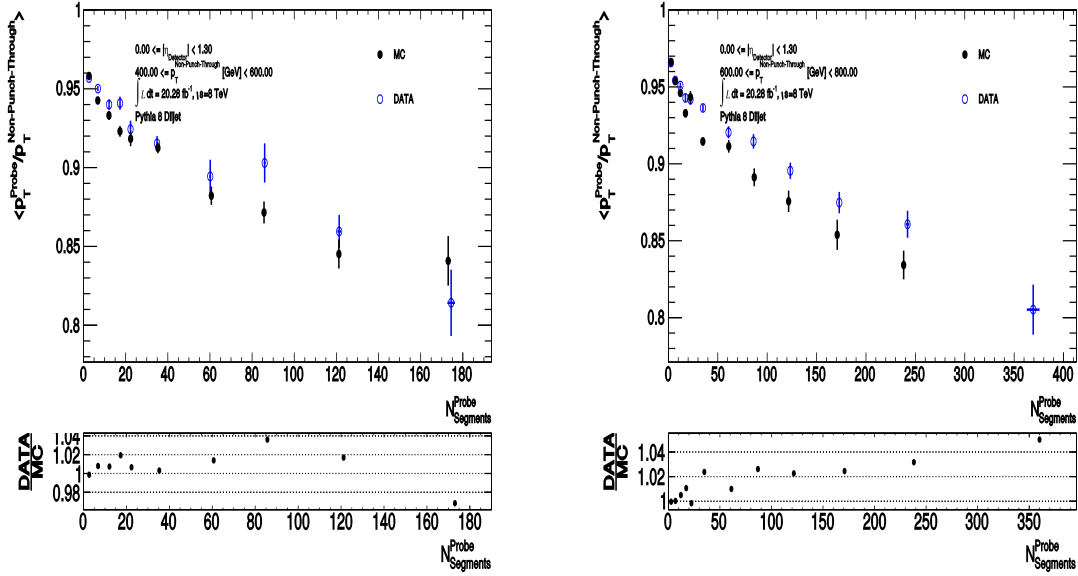 <p_T^Probe/p_T^Non-Punch-Through>
1
0.95
0.9
0.85
0.8
0.00 <= |η_Detector| < 1.30
400.00 <= p_T^Non-Punch-Through [GeV] < 600.00
∫ L dt = 20.28 fb⁻¹, √s=8 TeV
Pythia 8 Dijet
MC
DATA
0 20 40 60 80 100 120 140 160 180
N_Segments^Probe
DATA
MC
1.04
1.02
1
0.98
0 20 40 60 80 100 120 140 160 180
N_Segments^Probe
<p_T^Probe/p_T^Non-Punch-Through>
1
0.95
0.9
0.85
0.8
0.00 <= |η_Detector| < 1.30
600.00 <= p_T^Non-Punch-Through [GeV] < 800.00
∫ L dt = 20.28 fb⁻¹, √s=8 TeV
Pythia 8 Dijet
MC
DATA
0 50 100 150 200 250 300 350 400
N_Segments^Probe
DATA
MC
1.04
1.02
1
0 50 100 150 200 250 300 350
N_Segments^Probe